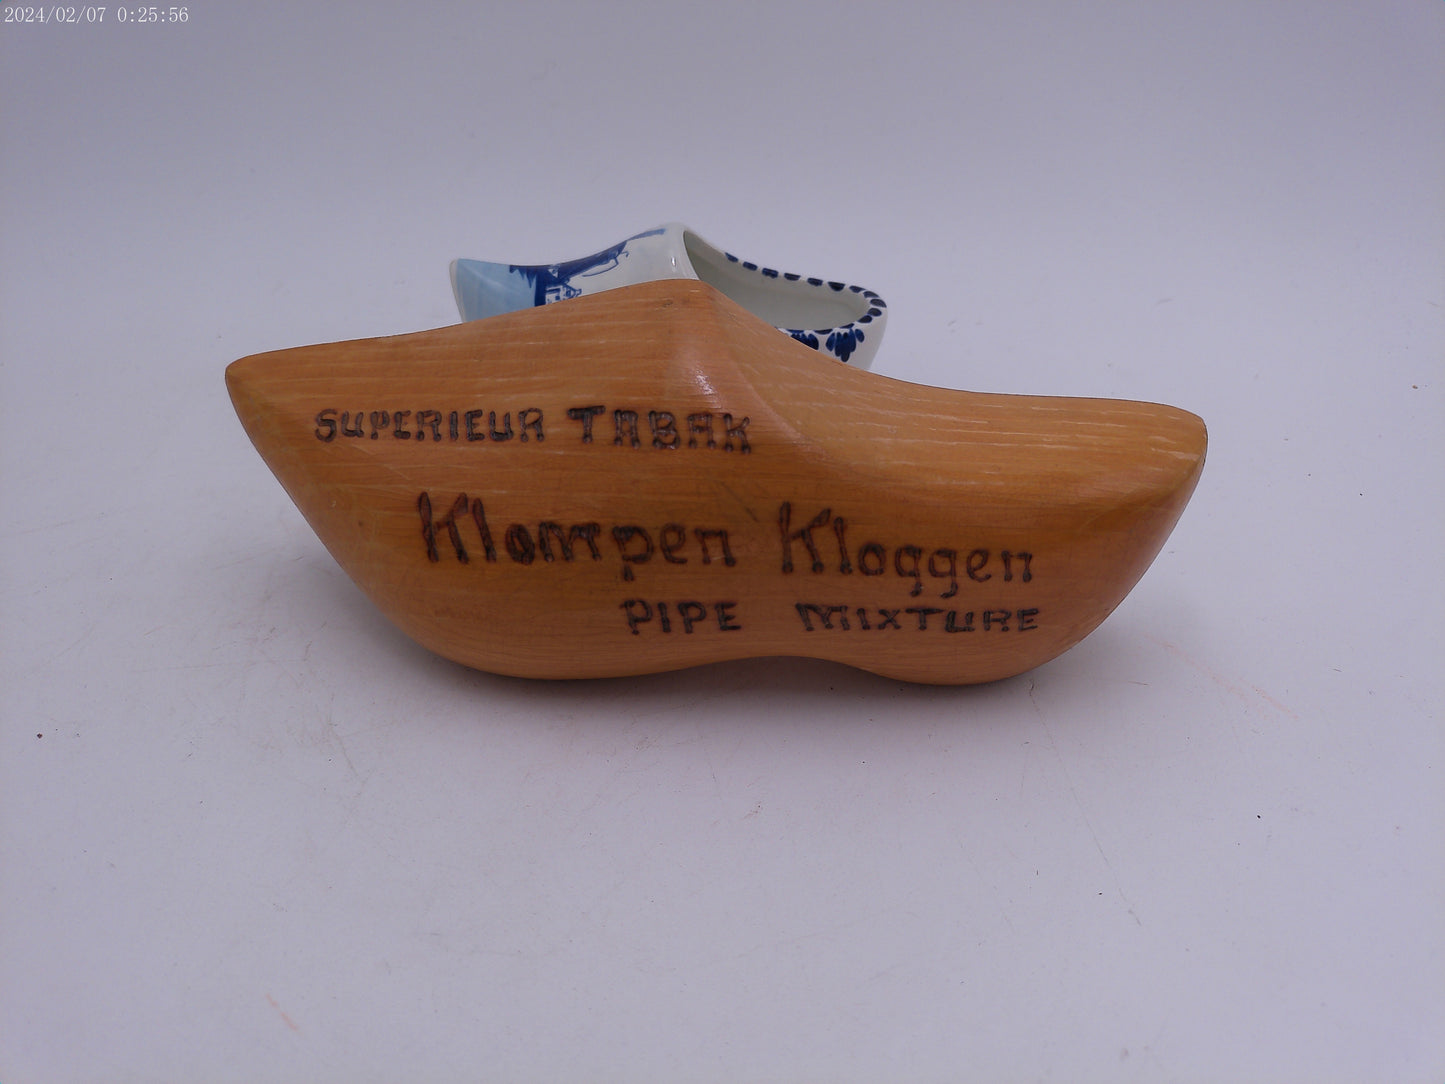 2024/02/07 0:25:56
SUPERIEUR TABAK
Klompen Kloggen
PIPE MIXTURE